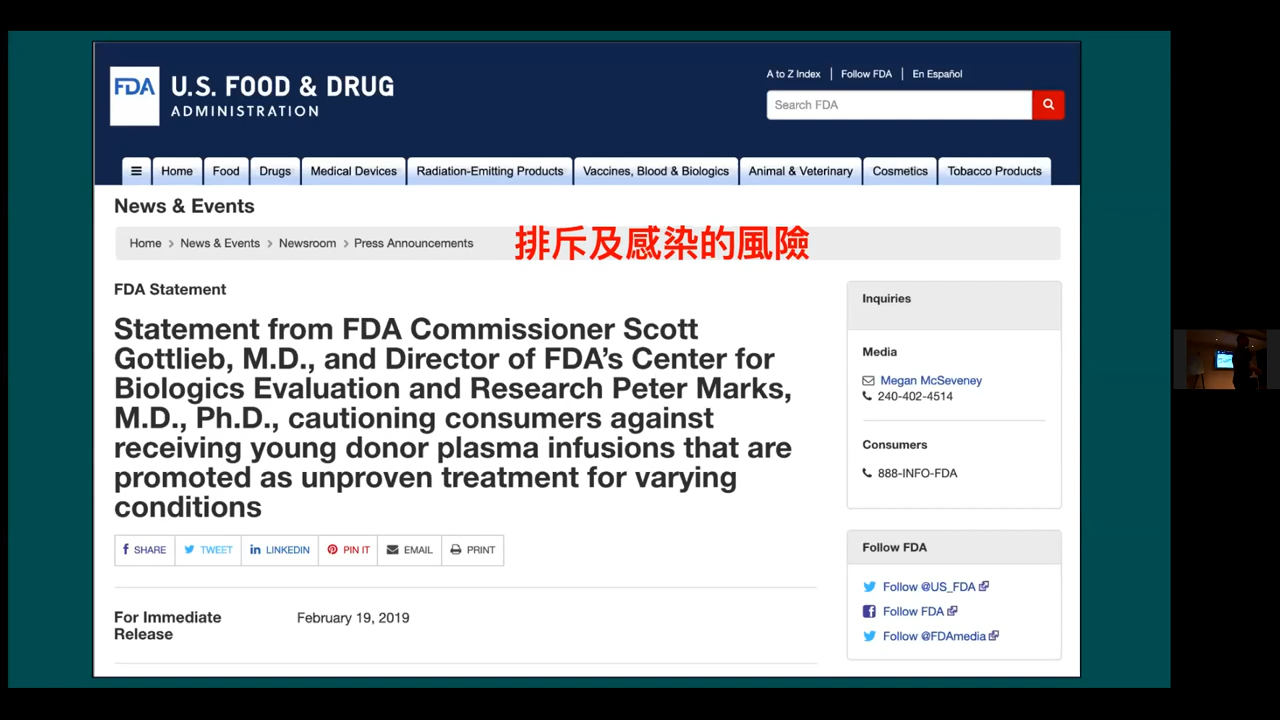 FDA
U.S. FOOD & DRUG
ADMINISTRATION
A to Z Index | Follow FDA | En Español
Search FDA
☰ Home Food Drugs Medical Devices Radiation-Emitting Products Vaccines, Blood & Biologics Animal & Veterinary Cosmetics Tobacco Products
News & Events
Home > News & Events > Newsroom > Press Announcements
排斥及感染的風險
FDA Statement
Statement from FDA Commissioner Scott
Gottlieb, M.D., and Director of FDA’s Center for
Biologics Evaluation and Research Peter Marks,
M.D., Ph.D., cautioning consumers against
receiving young donor plasma infusions that are
promoted as unproven treatment for varying
conditions
f SHARE TWEET in LINKEDIN PIN IT EMAIL PRINT
For Immediate
Release
February 19, 2019
Inquiries
Media
Megan McSeveney
240-402-4514
Consumers
888-INFO-FDA
Follow FDA
Follow @US_FDA
Follow FDA
Follow @FDAmedia